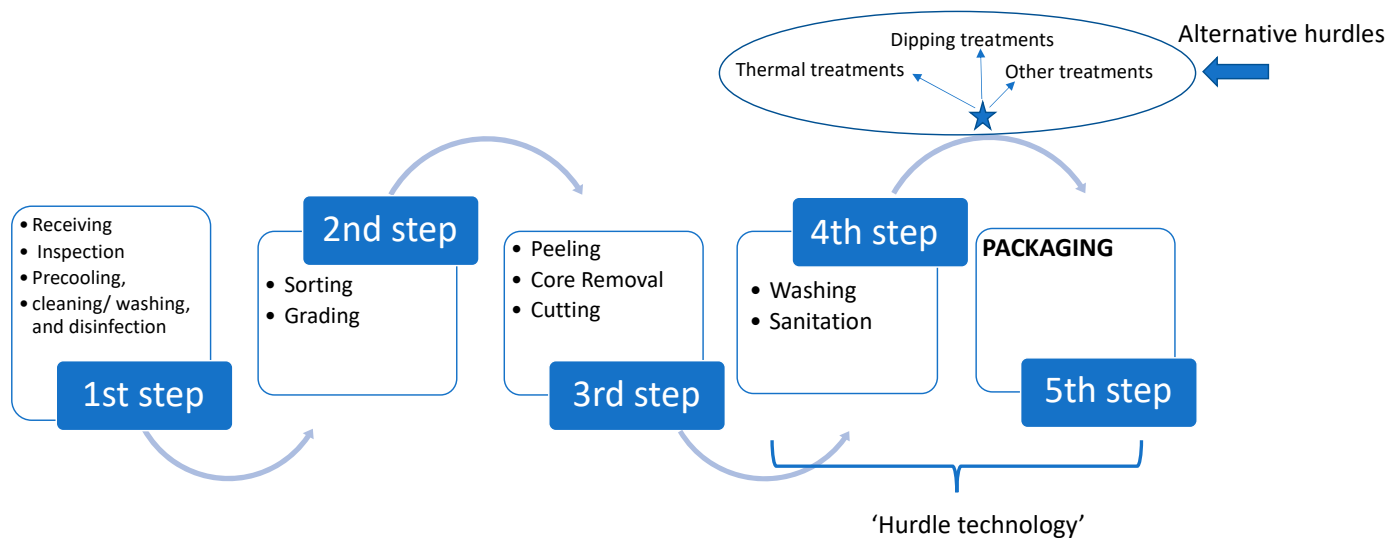 Alternative hurdles
Dipping treatments
Thermal treatments
Other treatments
• Receiving
• Inspection
• Precooling,
• cleaning/ washing,
and disinfection
1st step
2nd step
• Sorting
• Grading
• Peeling
• Core Removal
• Cutting
3rd step
4th step
• Washing
• Sanitation
PACKAGING
5th step
‘Hurdle technology’